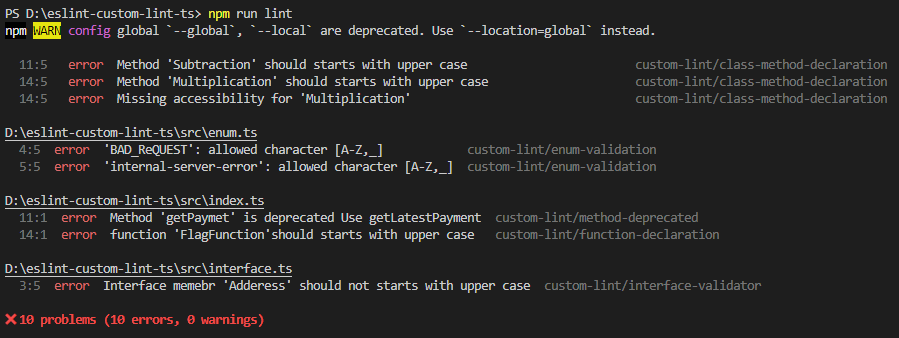 PS D:\eslint-custom-lint-ts> npm run lint
npm WARN config global `--global`, `--local` are deprecated. Use `--location=global` instead.
11:5 error Method 'Subtraction' should starts with upper case custom-lint/class-method-declaration
14:5 error Method 'Multiplication' should starts with upper case custom-lint/class-method-declaration
14:5 error Missing accessibility for 'Multiplication' custom-lint/class-method-declaration
D:\eslint-custom-lint-ts\src\enum.ts
4:5 error 'BAD_ReQUEST': allowed character [A-Z,_] custom-lint/enum-validation
5:5 error 'internal-server-error': allowed character [A-Z,_] custom-lint/enum-validation
D:\eslint-custom-lint-ts\src\index.ts
11:1 error Method 'getPaymet' is deprecated Use getLatestPayment custom-lint/method-deprecated
14:1 error function 'FlagFunction'should starts with upper case custom-lint/function-declaration
D:\eslint-custom-lint-ts\src\interface.ts
3:5 error Interface memebr 'Adderess' should not starts with upper case custom-lint/interface-validator
❌10 problems (10 errors, 0 warnings)